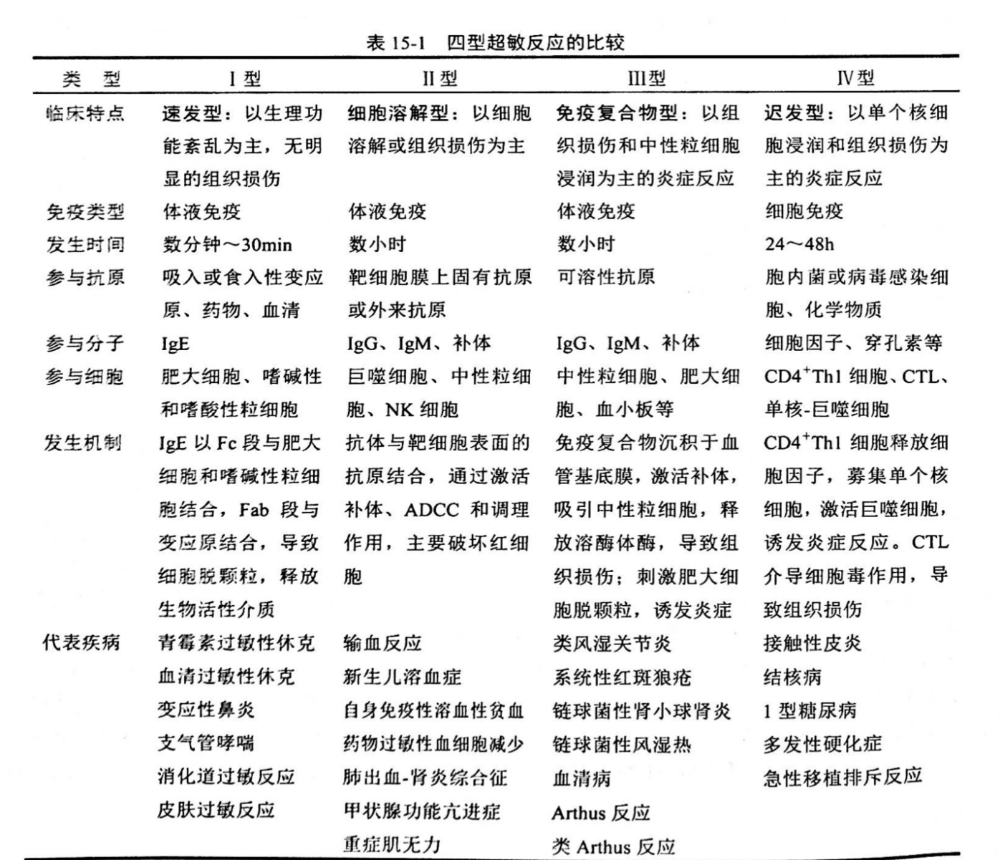 表 15-1 四型超敏反应的比较
类 型 I 型 II 型 III型 IV型
临床特点 速发型：以生理功 细胞溶解型：以细胞 免疫复合物型：以组 迟发型：以单个核细
能紊乱为主，无明 溶解或组织损伤为主 织损伤和中性粒细胞 胞浸润和组织损伤为
显的组织损伤 浸润为主的炎症反应 主的炎症反应
免疫类型 体液免疫 体液免疫 体液免疫 细胞免疫
发生时间 数分钟～30min 数小时 数小时 24～48h
参与抗原 吸入或食入性变应 靶细胞膜上固有抗原 可溶性抗原 胞内菌或病毒感染细
原、药物、血清 或外来抗原 胞、化学物质
参与分子 IgE IgG、IgM、补体 IgG、IgM、补体 细胞因子、穿孔素等
参与细胞 肥大细胞、嗜碱性 巨噬细胞、中性粒细 中性粒细胞、肥大细 CD4⁺Th1 细胞、CTL、
和嗜酸性粒细胞 胞、NK 细胞 胞、血小板等 单核-巨噬细胞
发生机制 IgE 以 Fc 段与肥大 抗体与靶细胞表面的 免疫复合物沉积于血 CD4⁺Th1 细胞释放细
细胞和嗜碱性粒细 抗原结合，通过激活 管基底膜，激活补体， 胞因子，募集单个核
胞结合，Fab 段与 补体、ADCC 和调理 吸引中性粒细胞，释 细胞，激活巨噬细胞，
变应原结合，导致 作用，主要破坏红细 放溶酶体酶，导致组 诱发炎症反应。CTL
细胞脱颗粒，释放 胞 织损伤；刺激肥大细 介导细胞毒作用，导
生物活性介质 胞脱颗粒，诱发炎症 致组织损伤
代表疾病 青霉素过敏性休克 输血反应 类风湿关节炎 接触性皮炎
血清过敏性休克 新生儿溶血症 系统性红斑狼疮 结核病
变应性鼻炎 自身免疫性溶血性贫血 链球菌性肾小球肾炎 1 型糖尿病
支气管哮喘 药物过敏性血细胞减少 链球菌性风湿热 多发性硬化症
消化道过敏反应 肺出血-肾炎综合征 血清病 急性移植排斥反应
皮肤过敏反应 甲状腺功能亢进症 Arthus 反应
重症肌无力 类 Arthus 反应